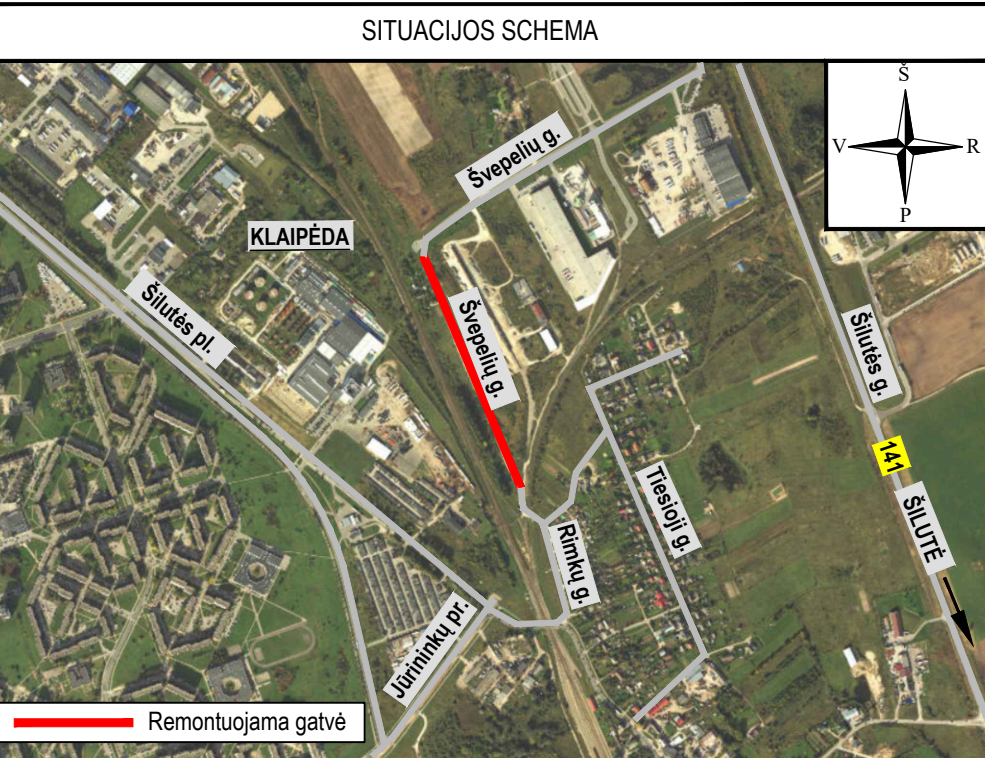 SITUACIJOS SCHEMA
Š
V
R
P
Švepelių g.
KLAIPĖDA
Šilutės pl.
Švepelių g.
Šilutės g.
141
ŠILUTĖ
Tiesioji g.
Rimkų g.
Jūrininkų pr.
Remontuojama gatvė